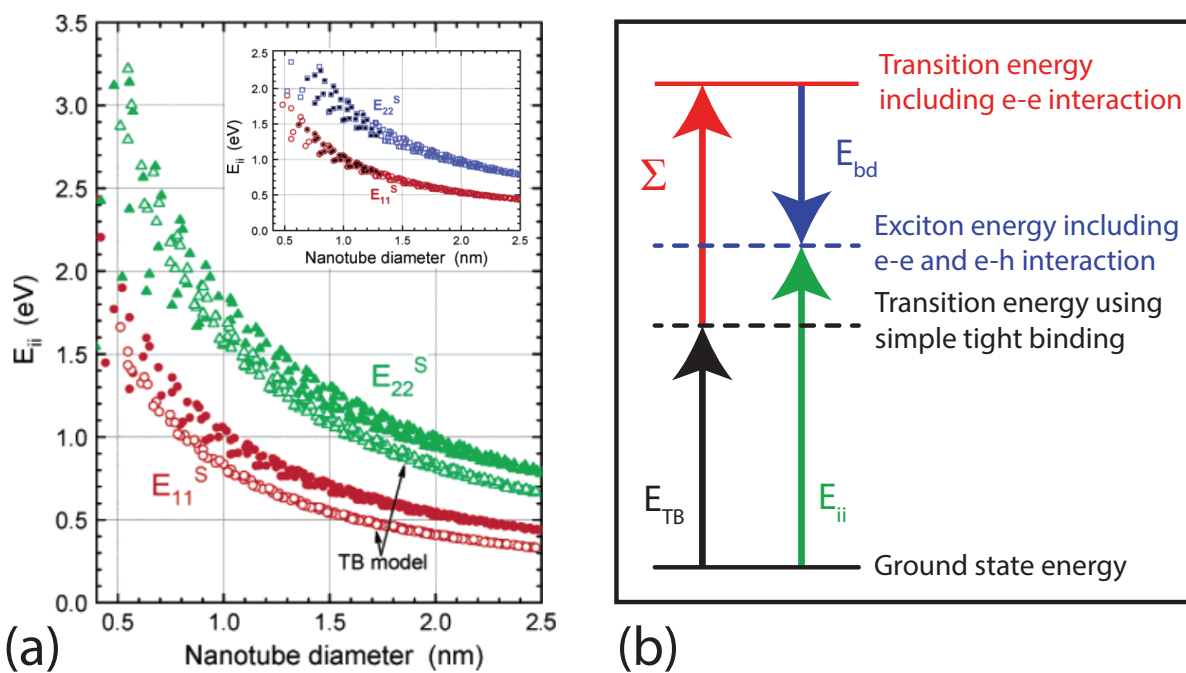 3.5
3.0
2.5
2.0
1.5
1.0
0.5
0.0
E_ii (eV)
0.5 1.0 1.5 2.0 2.5
Nanotube diameter (nm)
E_22^S
E_11^S
TB model
2.5
2.0
1.5
1.0
0.5
0.0
E_ii (eV)
0.5 1.0 1.5 2.0 2.5
Nanotube diameter (nm)
E_22^S
E_11^S
(a)
Transition energy
including e-e interaction
Σ
E_bd
Exciton energy including
e-e and e-h interaction
Transition energy using
simple tight binding
E_TB
E_ii
Ground state energy
(b)